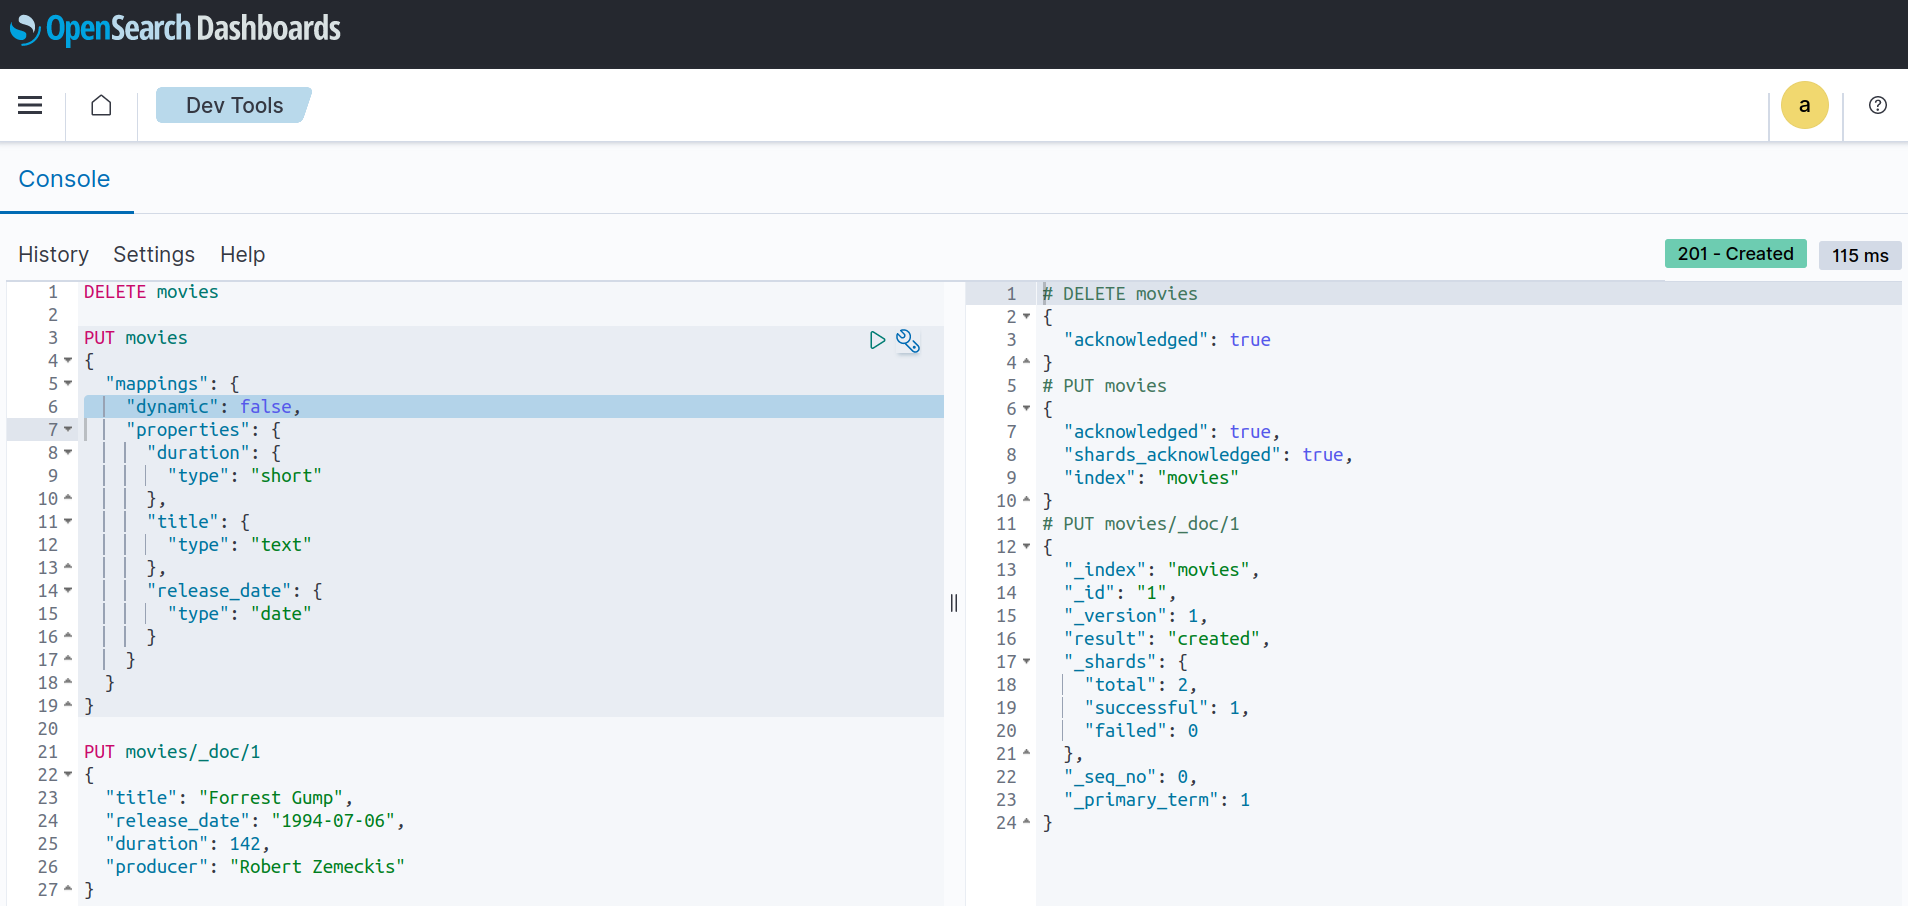 OpenSearch Dashboards
Dev Tools
a
Console
History Settings Help
201 - Created 115 ms
1 DELETE movies
2
3 PUT movies
4 {
5 "mappings": {
6 "dynamic": false,
7 "properties": {
8 "duration": {
9 "type": "short"
10 },
11 "title": {
12 "type": "text"
13 },
14 "release_date": {
15 "type": "date"
16 }
17 }
18 }
19 }
20
21 PUT movies/_doc/1
22 {
23 "title": "Forrest Gump",
24 "release_date": "1994-07-06",
25 "duration": 142,
26 "producer": "Robert Zemeckis"
27 }
1 # DELETE movies
2 {
3 "acknowledged": true
4 }
5 # PUT movies
6 {
7 "acknowledged": true,
8 "shards_acknowledged": true,
9 "index": "movies"
10 }
11 # PUT movies/_doc/1
12 {
13 "_index": "movies",
14 "_id": "1",
15 "_version": 1,
16 "result": "created",
17 "_shards": {
18 "total": 2,
19 "successful": 1,
20 "failed": 0
21 },
22 "_seq_no": 0,
23 "_primary_term": 1
24 }